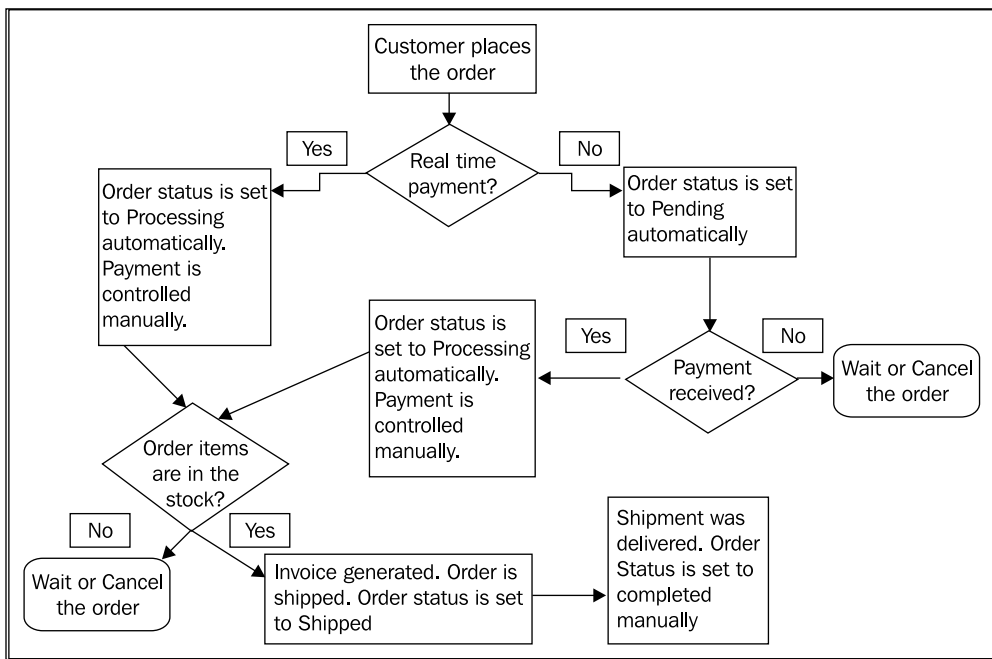 Customer places
the order
Yes
Real time
payment?
No
Order status is set
to Processing
automatically.
Payment is
controlled
manually.
Order status is set
to Pending
automatically
Order status is
set to Processing
automatically.
Payment is
controlled
manually.
Yes
Payment
received?
No
Wait or Cancel
the order
Order items
are in the
stock?
No
Yes
Wait or Cancel
the order
Invoice generated. Order is
shipped. Order status is set
to Shipped
Shipment was
delivered. Order
Status is set to
completed
manually